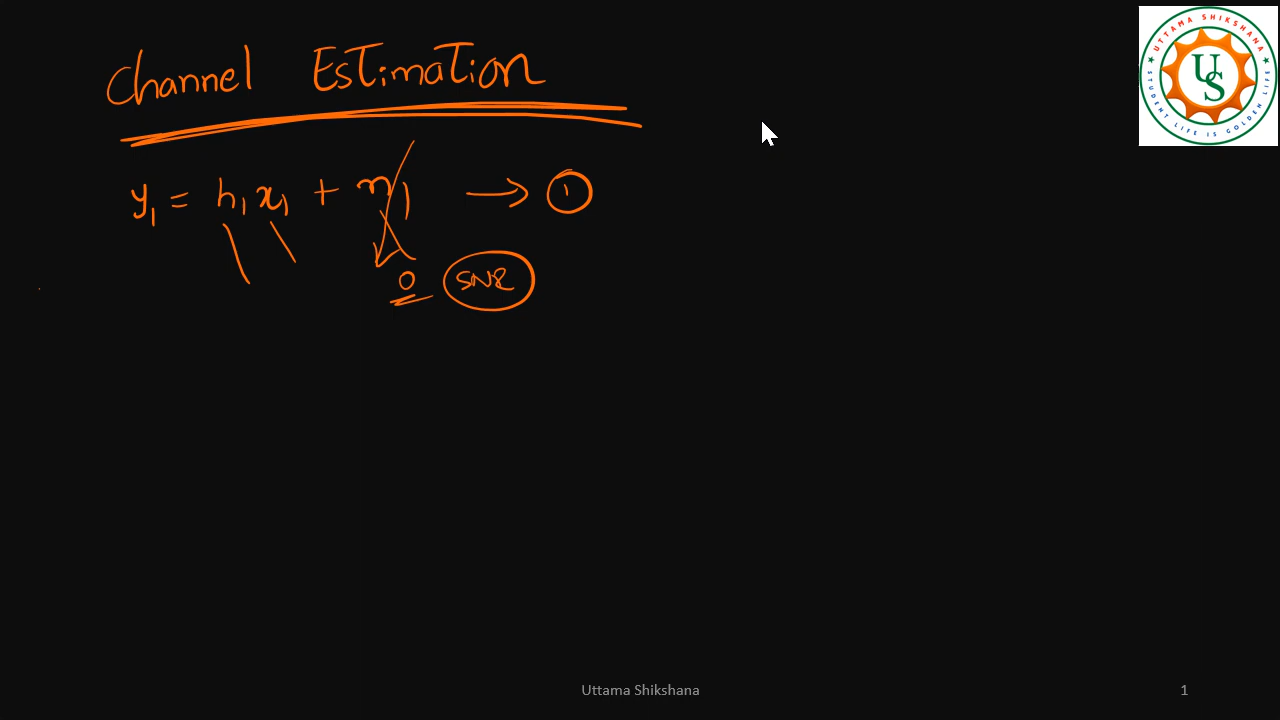 Channel Estimation
y₁ = h₁x₁ + n₁ → ①
0 SNR
UTTAMA SHIKSHANA
US
STUDENT LIFE IS GOLDEN LIFE
Uttama Shikshana
1